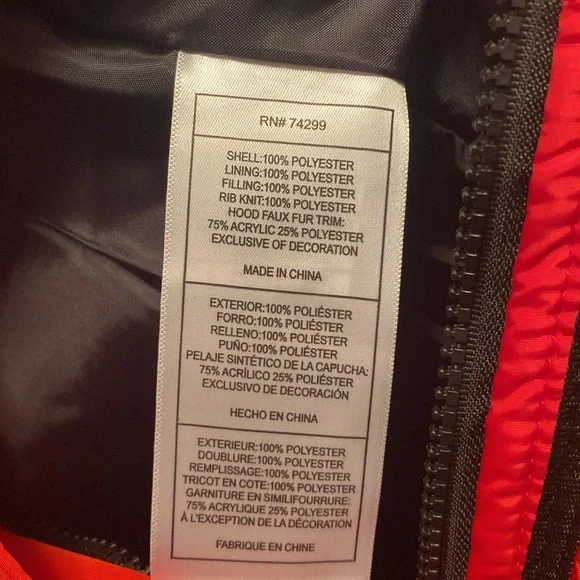 RN# 74299
SHELL:100% POLYESTER
LINING:100% POLYESTER
FILLING:100% POLYESTER
RIB KNIT:100% POLYESTER
HOOD FAUX FUR TRIM:
75% ACRYLIC 25% POLYESTER
EXCLUSIVE OF DECORATION
MADE IN CHINA
EXTERIOR:100% POLIÉSTER
FORRO:100% POLIÉSTER
RELLENO:100% POLIÉSTER
PUÑO:100% POLIÉSTER
PELAJE SINTÉTICO DE LA CAPUCHA:
75% ACRÍLICO 25% POLIÉSTER
EXCLUSIVO DE DECORACIÓN
HECHO EN CHINA
EXTERIEUR:100% POLYESTER
DOUBLURE:100% POLYESTER
REMPLISSAGE:100% POLYESTER
TRICOT EN COTE:100% POLYESTER
GARNITURE EN SIMILIFOURRURE:
75% ACRYLIQUE 25% POLYESTER
À L'EXCEPTION DE LA DÉCORATION
FABRIQUE EN CHINE